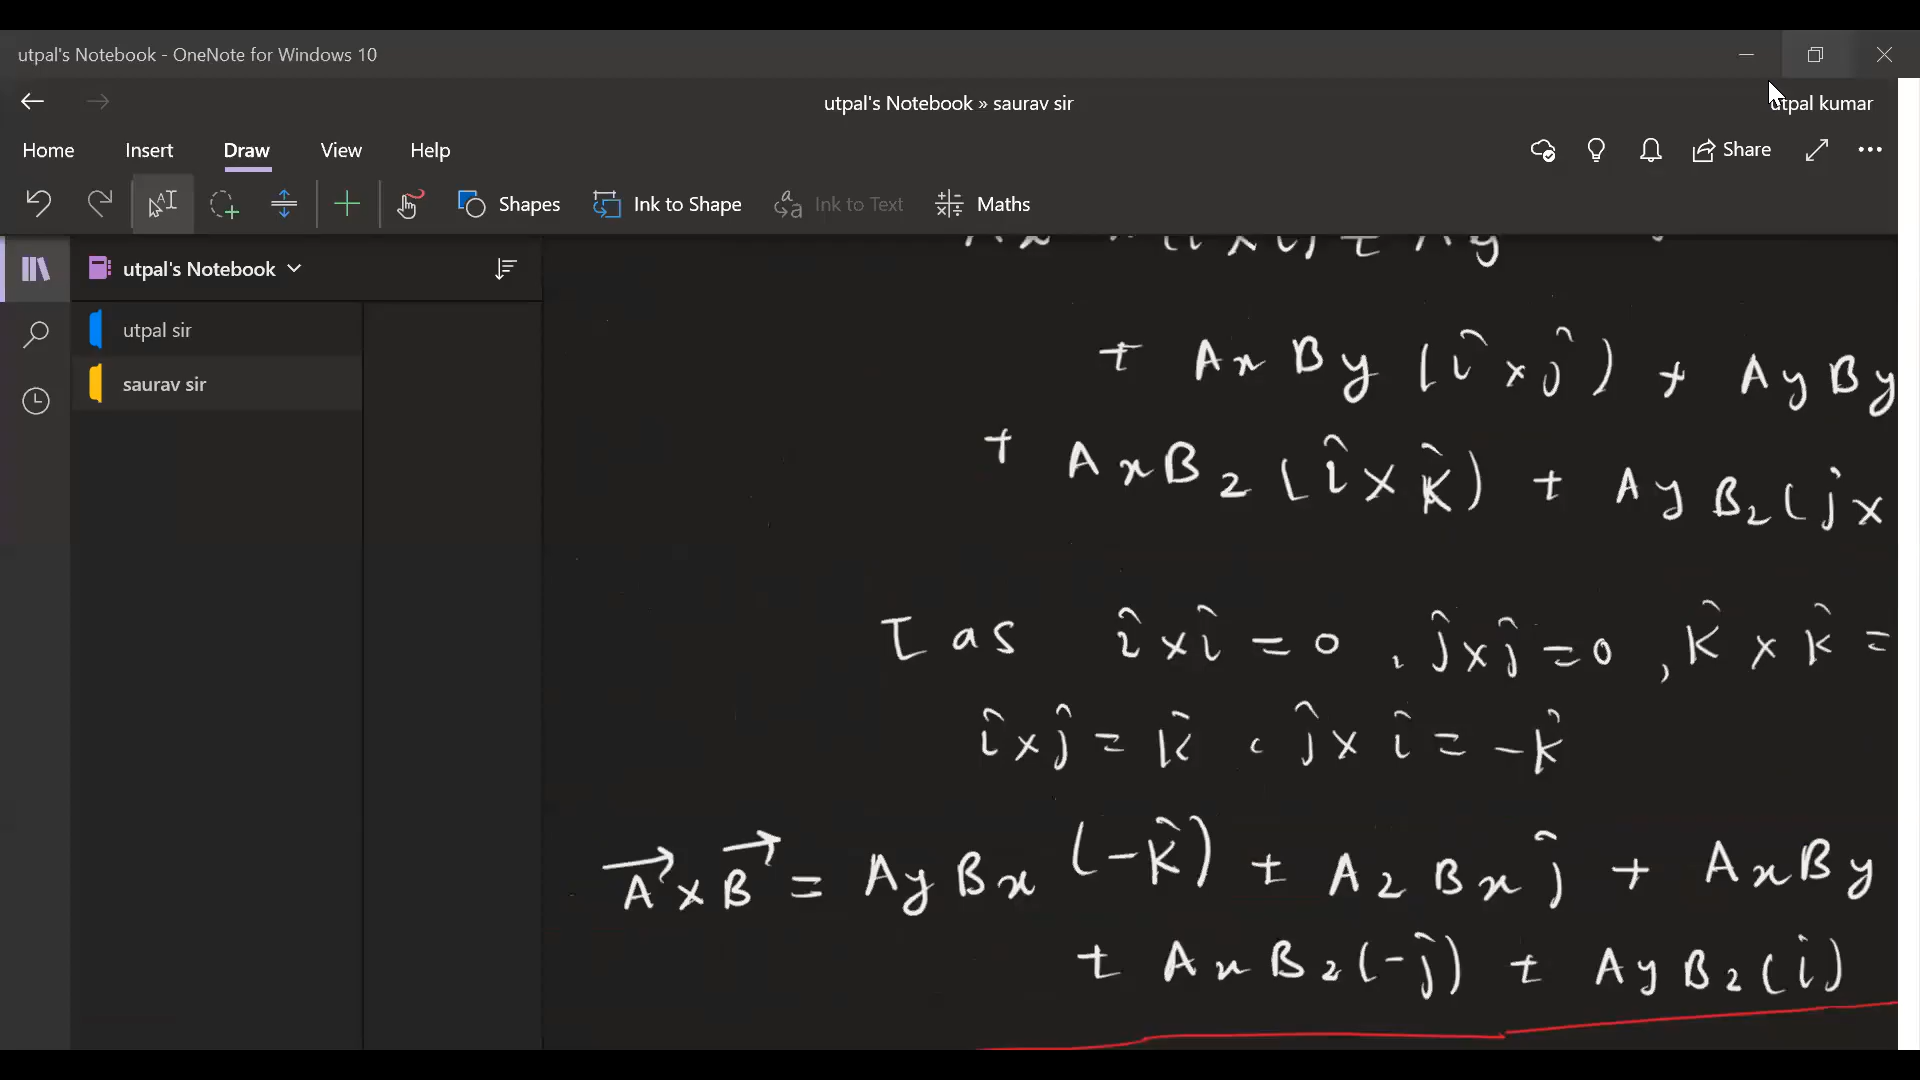 utpal's Notebook - OneNote for Windows 10
utpal's Notebook » saurav sir
utpal kumar
Home Insert Draw View Help
Share
Shapes Ink to Shape Ink to Text Maths
utpal's Notebook
utpal sir
saurav sir
+ AxBy (î × ĵ) + AyBy
+ AxBz (î × k̂) + AyBz (j ×
[ as î × î = 0, ĵ × ĵ = 0, k̂ × k̂ =
î × ĵ = k̂, ĵ × î = -k̂
A⃗ × B⃗ = AyBx (-k̂) + AzBx ĵ + AxBy
+ AxBz (-ĵ) + AyBz (i)